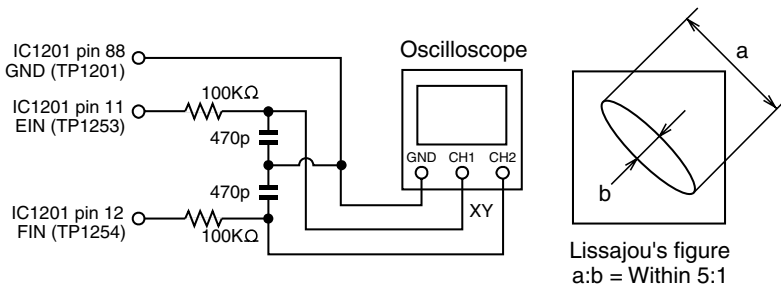 IC1201 pin 88
GND (TP1201)
IC1201 pin 11
EIN (TP1253)
100KΩ
470p
470p
IC1201 pin 12
FIN (TP1254)
100KΩ
Oscilloscope
GND CH1 CH2
XY
a
b
Lissajou's figure
a:b = Within 5:1